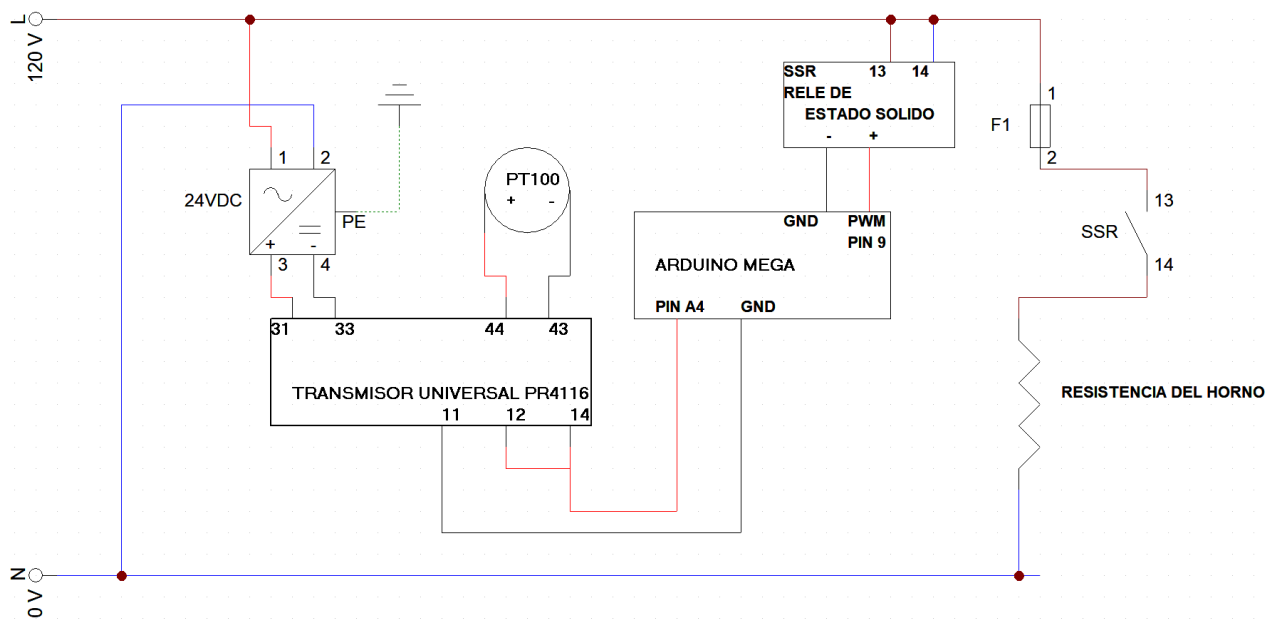 L
120 V
SSR 13 14
RELE DE
ESTADO SOLIDO
- +
1
F1
2
1 2
24VDC
PE
+ -
3 4
PT100
+ -
13
SSR
14
GND PWM
PIN 9
ARDUINO MEGA
PIN A4 GND
31 33 44 43
TRANSMISOR UNIVERSAL PR4116
11 12 14
RESISTENCIA DEL HORNO
N
0 V